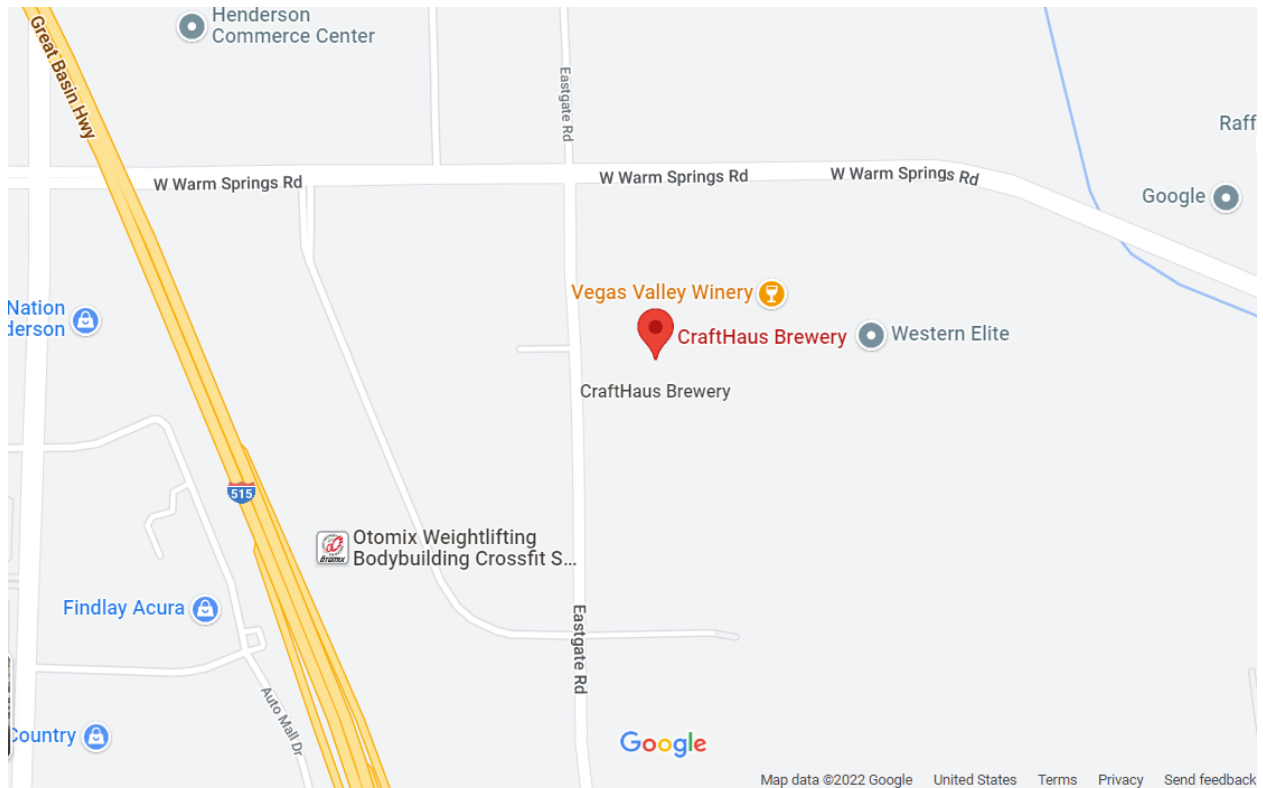 Henderson
Commerce Center
Great Basin Hwy
Eastgate Rd
Raff
W Warm Springs Rd
W Warm Springs Rd
W Warm Springs Rd
Google
Vegas Valley Winery
Nation
derson
CraftHaus Brewery
Western Elite
CraftHaus Brewery
515
Otomix Weightlifting
Bodybuilding Crossfit S...
Findlay Acura
Eastgate Rd
Auto Mall Dr
Country
Google
Map data ©2022 Google United States Terms Privacy Send feedback